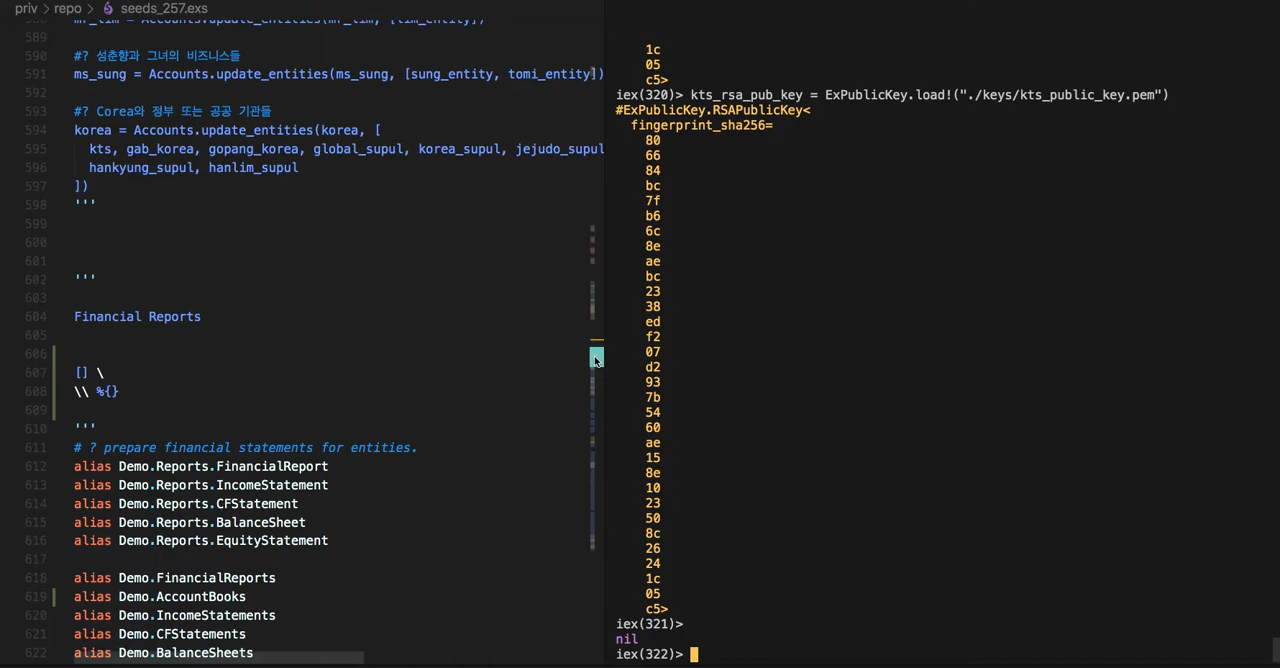 priv > repo > seeds_257.exs
588 mr_lim = Accounts.update_entities(mr_lim, [lim_entity])
589
590 #? 성춘향과 그녀의 비즈니스들
591 ms_sung = Accounts.update_entities(ms_sung, [sung_entity, tomi_entity])
592
593 #? Corea와 정부 또는 공공 기관들
594 korea = Accounts.update_entities(korea, [
595 kts, gab_korea, gopang_korea, global_supul, korea_supul, jejudo_supul
596 hankyung_supul, hanlim_supul
597 ])
598 '''
599
600
601
602 '''
603
604 Financial Reports
605
606
607 [] \
608 \\ %{}
609
610 '''
611 # ? prepare financial statements for entities.
612 alias Demo.Reports.FinancialReport
613 alias Demo.Reports.IncomeStatement
614 alias Demo.Reports.CFStatement
615 alias Demo.Reports.BalanceSheet
616 alias Demo.Reports.EquityStatement
617
618 alias Demo.FinancialReports
619 alias Demo.AccountBooks
620 alias Demo.IncomeStatements
621 alias Demo.CFStatements
622 alias Demo.BalanceSheets
1c
05
c5>
iex(320)> kts_rsa_pub_key = ExPublicKey.load!("./keys/kts_public_key.pem")
#ExPublicKey.RSAPublicKey<
fingerprint_sha256=
80
66
84
bc
7f
b6
6c
8e
ae
bc
23
38
ed
f2
07
d2
93
7b
54
60
ae
15
8e
10
23
50
8c
26
24
1c
05
c5>
iex(321)>
nil
iex(322)>